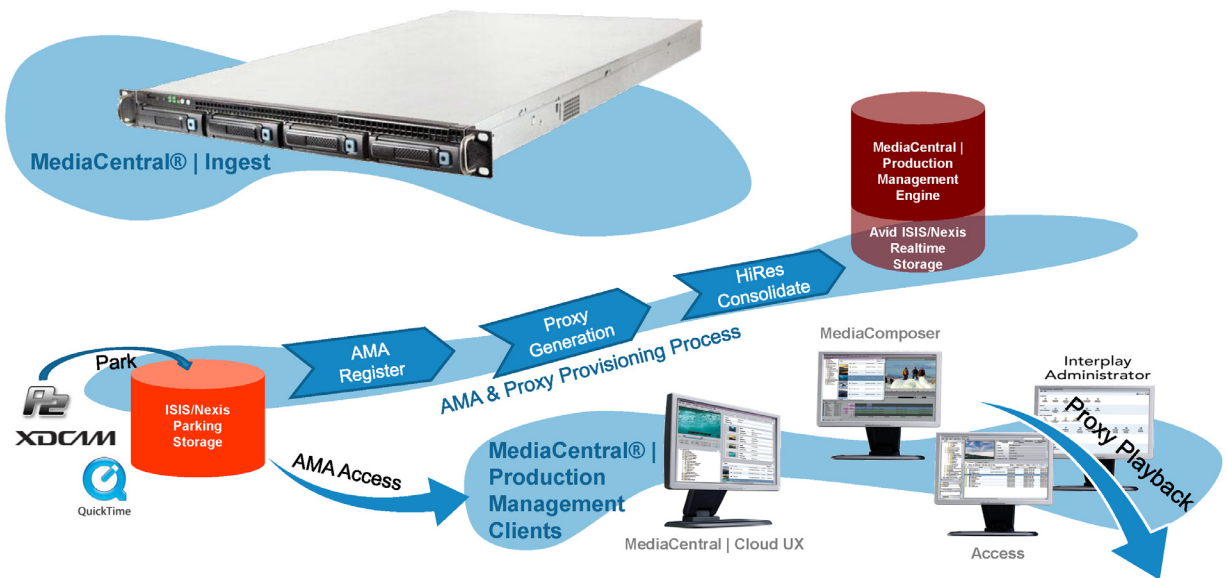 MediaCentral® | Ingest
MediaCentral |
Production
Management
Engine
Avid ISIS/Nexis
Realtime
Storage
HiRes
Consolidate
Proxy
Generation
AMA
Register
AMA & Proxy Provisioning Process
Park
P2
XDCAM
QuickTime
ISIS/Nexis
Parking
Storage
AMA Access
MediaCentral® |
Production
Management
Clients
MediaCentral | Cloud UX
MediaComposer
Access
Interplay
Administrator
Proxy Playback